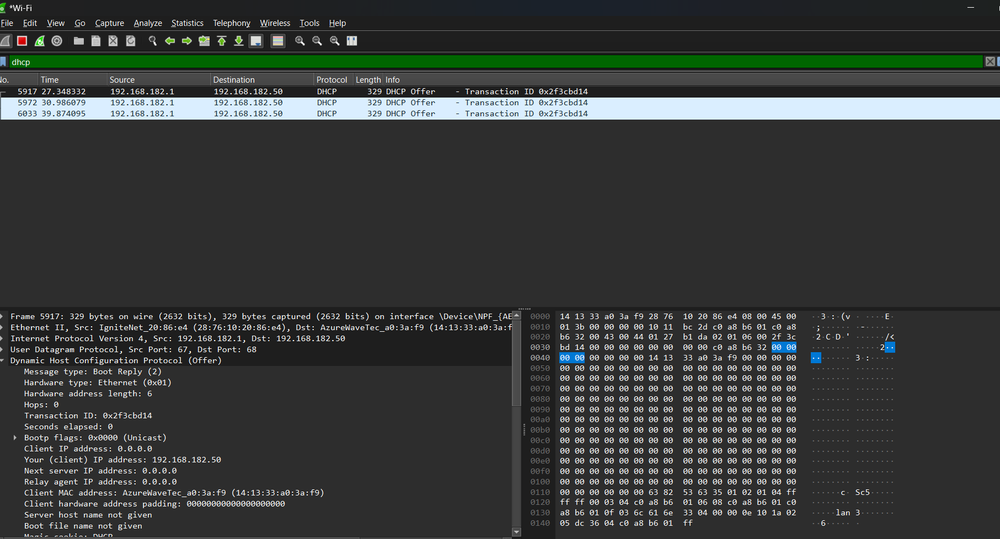 *Wi-Fi
File Edit View Go Capture Analyze Statistics Telephony Wireless Tools Help
dhcp
No. Time Source Destination Protocol Length Info
5917 27.348332 192.168.182.1 192.168.182.50 DHCP 329 DHCP Offer - Transaction ID 0x2f3cbd14
5972 30.986079 192.168.182.1 192.168.182.50 DHCP 329 DHCP Offer - Transaction ID 0x2f3cbd14
6033 39.874095 192.168.182.1 192.168.182.50 DHCP 329 DHCP Offer - Transaction ID 0x2f3cbd14
Frame 5917: 329 bytes on wire (2632 bits), 329 bytes captured (2632 bits) on interface \Device\NPF_{AE
Ethernet II, Src: IgniteNet_20:86:e4 (28:76:10:20:86:e4), Dst: AzureWaveTec_a0:3a:f9 (14:13:33:a0:3a:f
Internet Protocol Version 4, Src: 192.168.182.1, Dst: 192.168.182.50
User Datagram Protocol, Src Port: 67, Dst Port: 68
Dynamic Host Configuration Protocol (Offer)
Message type: Boot Reply (2)
Hardware type: Ethernet (0x01)
Hardware address length: 6
Hops: 0
Transaction ID: 0x2f3cbd14
Seconds elapsed: 0
Bootp flags: 0x0000 (Unicast)
Client IP address: 0.0.0.0
Your (client) IP address: 192.168.182.50
Next server IP address: 0.0.0.0
Relay agent IP address: 0.0.0.0
Client MAC address: AzureWaveTec_a0:3a:f9 (14:13:33:a0:3a:f9)
Client hardware address padding: 00000000000000000000
Server host name not given
Boot file name not given
Magic cookie: DHCP
0000 14 13 33 a0 3a f9 28 76 10 20 86 e4 08 00 45 00 ··3·:·(v · ····E·
0010 01 3b 00 00 00 00 10 11 bc 2d c0 a8 b6 01 c0 a8 ·;······ ·-······
0020 b6 32 00 43 00 44 01 27 b1 da 02 01 06 00 2f 3c ·2·C·D·' ······/<
0030 bd 14 00 00 00 00 00 00 00 00 c0 a8 b6 32 00 00 ········ ·····2··
0040 00 00 00 00 00 00 14 13 33 a0 3a f9 00 00 00 00 ········ 3·:·····
0050 00 00 00 00 00 00 00 00 00 00 00 00 00 00 00 00 ········ ········
0060 00 00 00 00 00 00 00 00 00 00 00 00 00 00 00 00 ········ ········
0070 00 00 00 00 00 00 00 00 00 00 00 00 00 00 00 00 ········ ········
0080 00 00 00 00 00 00 00 00 00 00 00 00 00 00 00 00 ········ ········
0090 00 00 00 00 00 00 00 00 00 00 00 00 00 00 00 00 ········ ········
00a0 00 00 00 00 00 00 00 00 00 00 00 00 00 00 00 00 ········ ········
00b0 00 00 00 00 00 00 00 00 00 00 00 00 00 00 00 00 ········ ········
00c0 00 00 00 00 00 00 00 00 00 00 00 00 00 00 00 00 ········ ········
00d0 00 00 00 00 00 00 00 00 00 00 00 00 00 00 00 00 ········ ········
00e0 00 00 00 00 00 00 00 00 00 00 00 00 00 00 00 00 ········ ········
00f0 00 00 00 00 00 00 00 00 00 00 00 00 00 00 00 00 ········ ········
0100 00 00 00 00 00 00 00 00 00 00 00 00 00 00 00 00 ········ ········
0110 00 00 00 00 00 00 63 82 53 63 35 01 02 01 04 ff ······c· Sc5·····
0120 ff ff 00 03 04 c0 a8 b6 01 06 08 c0 a8 b6 01 c0 ········ ········
0130 a8 b6 01 0f 03 6c 61 6e 33 04 00 00 0e 10 1a 02 ·····lan 3·······
0140 05 dc 36 04 c0 a8 b6 01 ff ··6····· ·